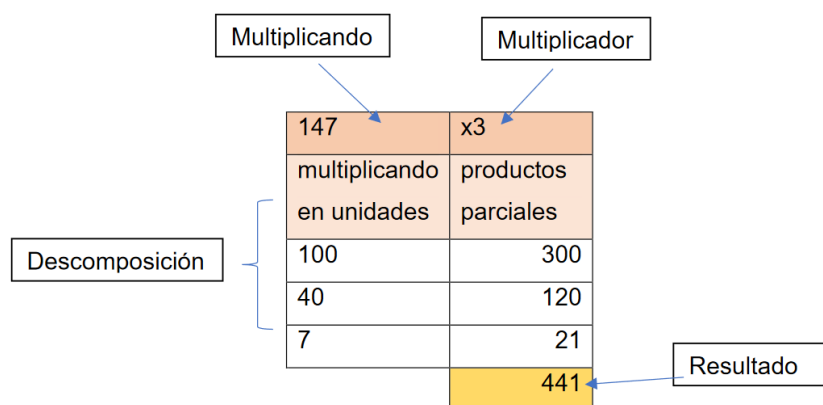 Multiplicando
Multiplicador
147 x3
multiplicando productos
en unidades parciales
Descomposición
100 300
40 120
7 21
Resultado
441